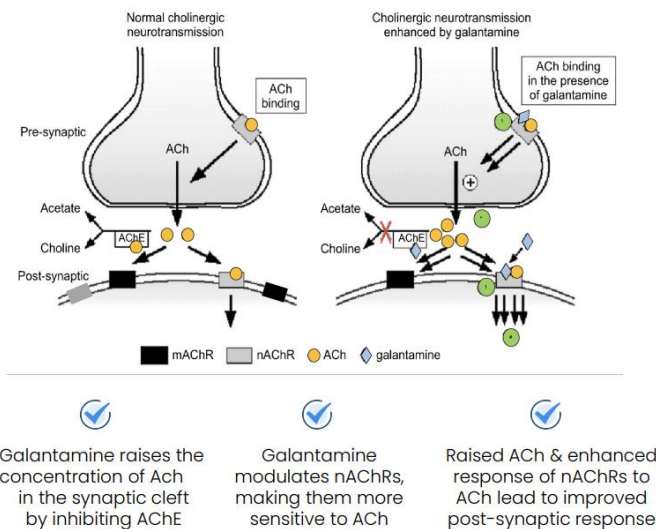 Normal cholinergic
neurotransmission
Cholinergic neurotransmission
enhanced by galantamine
ACh
binding
ACh binding
in the presence
of galantamine
Pre-synaptic
ACh
ACh
+
Acetate
AChE
Choline
Acetate
AChE
Choline
Post-synaptic
mAChR
nAChR
ACh
galantamine
Galantamine raises the
concentration of Ach
in the synaptic cleft
by inhibiting AChE
Galantamine
modulates nAChRs,
making them more
sensitive to ACh
Raised ACh & enhanced
response of nAChRs to
ACh lead to improved
post-synaptic response